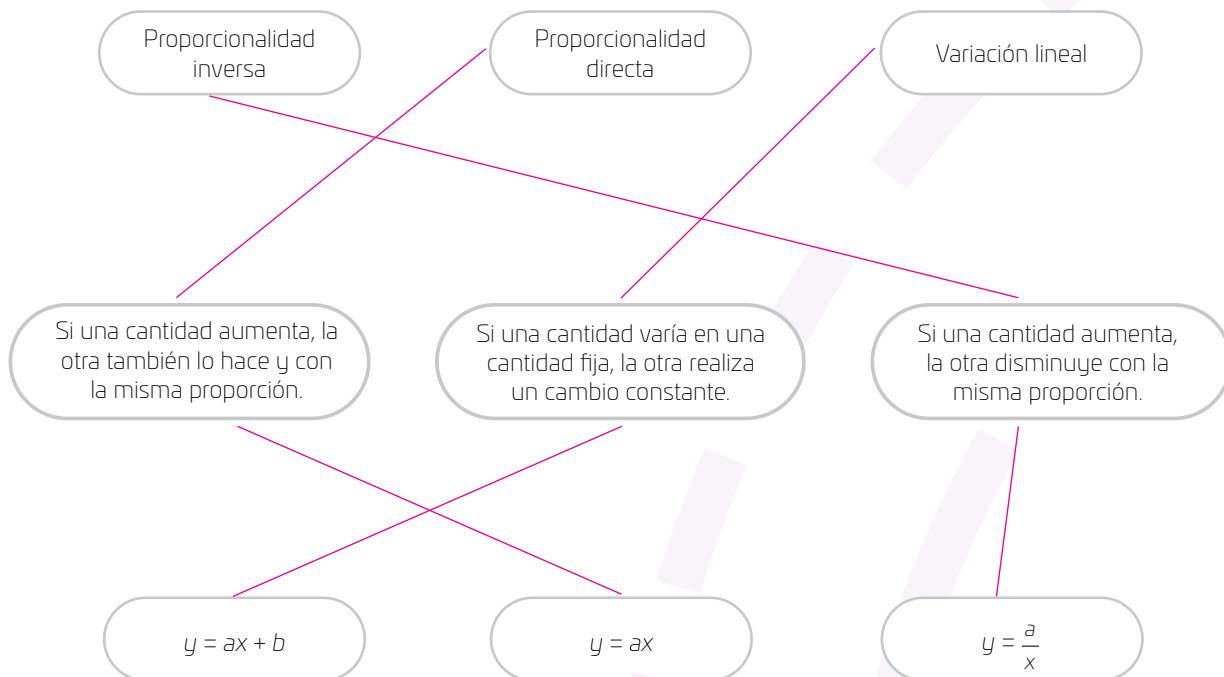 Proporcionalidad
inversa
Proporcionalidad
directa
Variación lineal
Si una cantidad aumenta, la
otra también lo hace y con
la misma proporción.
Si una cantidad varía en una
cantidad fija, la otra realiza
un cambio constante.
Si una cantidad aumenta,
la otra disminuye con la
misma proporción.
y = ax + b
y = ax
y = a/x